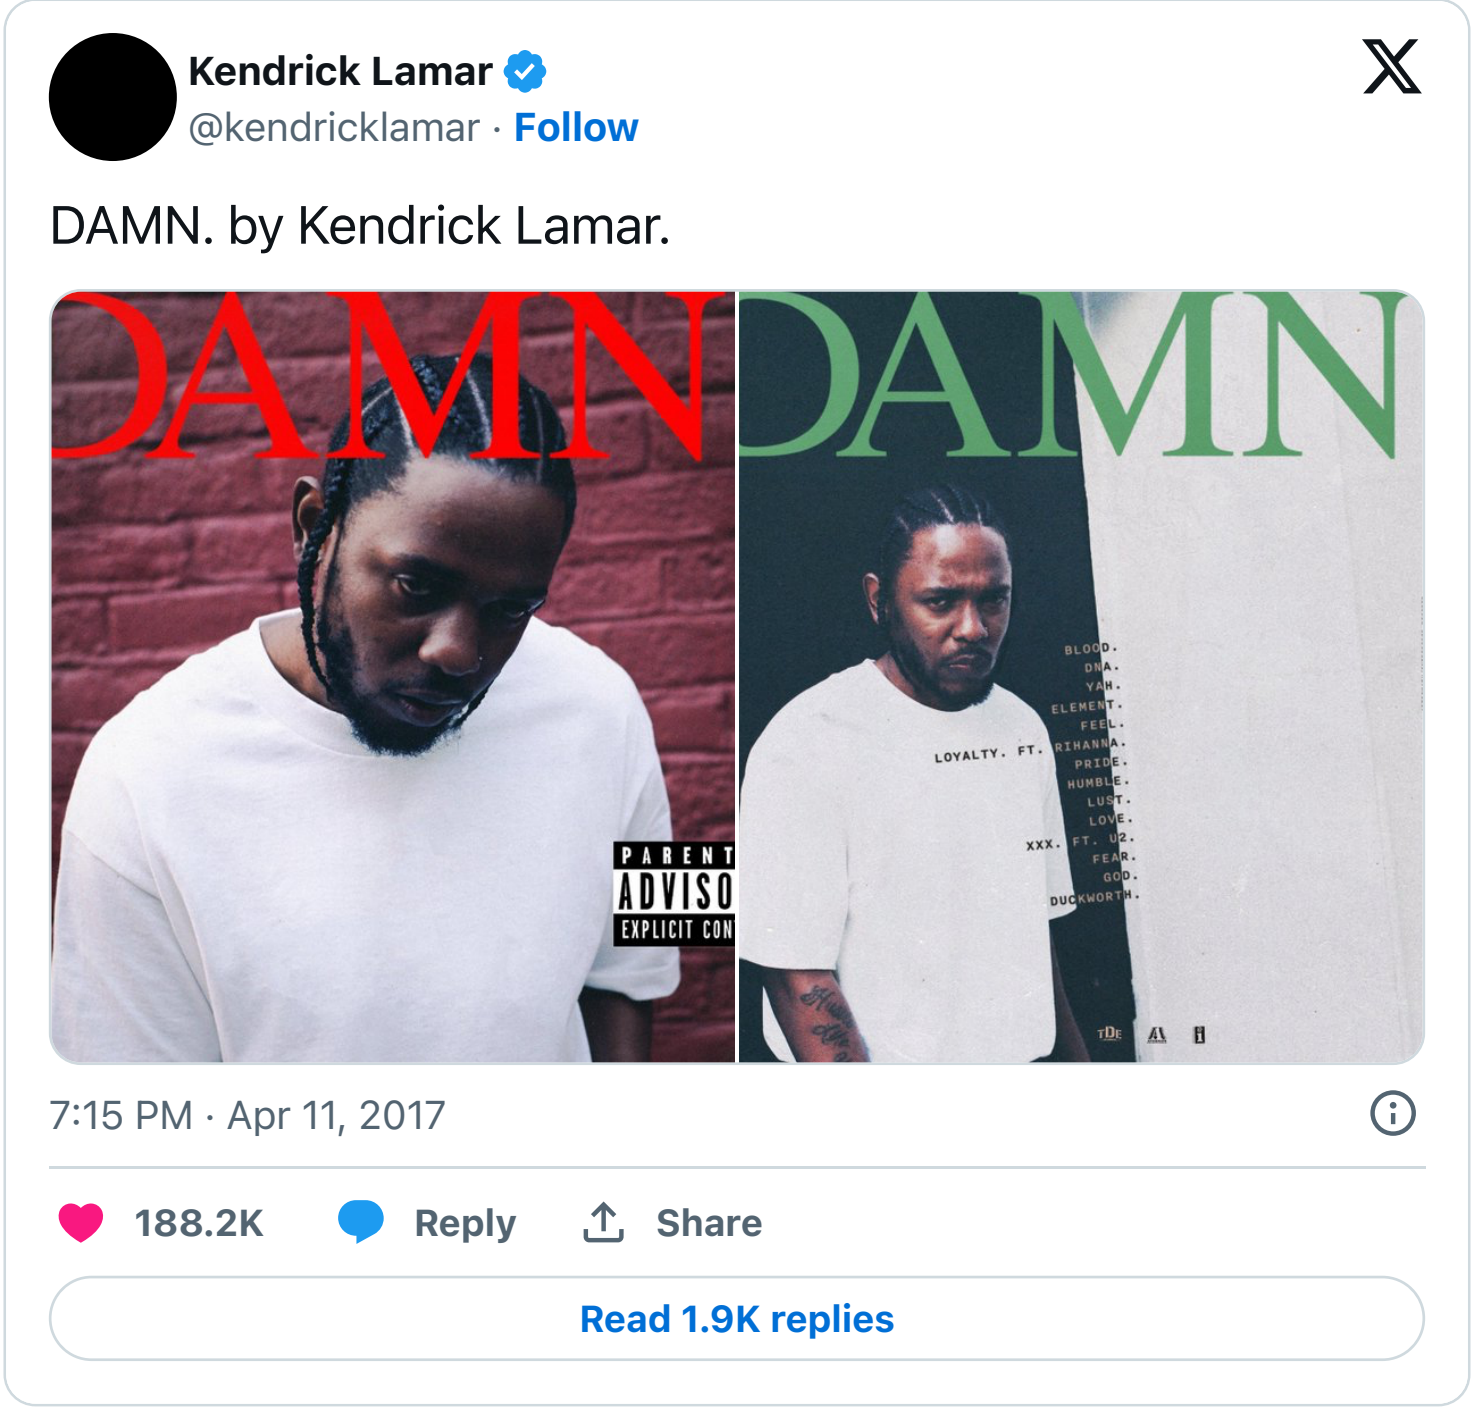 Kendrick Lamar
@kendricklamar · Follow
DAMN. by Kendrick Lamar.
DAMN
PARENT
ADVISO
EXPLICIT CON
DAMN
BLOOD.
DNA.
YAH.
ELEMENT.
FEEL.
LOYALTY. FT. RIHANNA.
PRIDE.
HUMBLE.
LUST.
LOVE.
XXX. FT. U2.
FEAR.
GOD.
DUCKWORTH.
TDE
7:15 PM · Apr 11, 2017
188.2K Reply Share
Read 1.9K replies